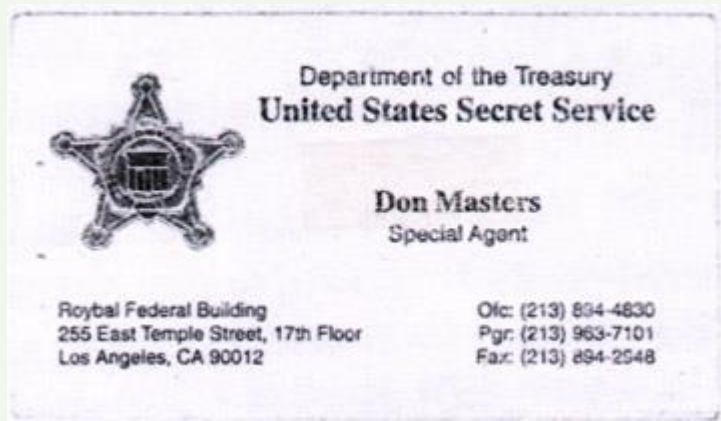 Department of the Treasury
United States Secret Service
Don Masters
Special Agent
Roybal Federal Building
255 East Temple Street, 17th Floor
Los Angeles, CA 90012
Ofc: (213) 894-4830
Pgr: (213) 963-7101
Fax: (213) 894-2948